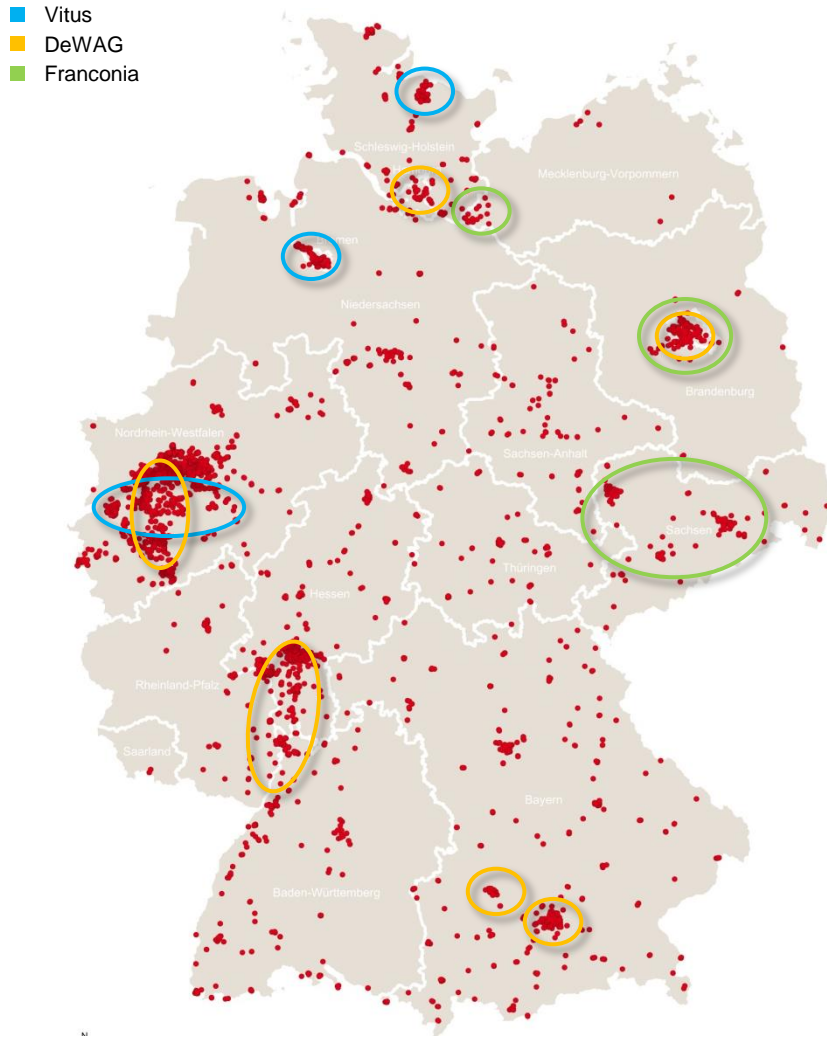 Vitus
DeWAG
Franconia
Schleswig-Holstein
Mecklenburg-Vorpommern
Niedersachsen
Brandenburg
Nordrhein-Westfalen
Sachsen-Anhalt
Sachsen
Thüringen
Hessen
Rheinland-Pfalz
Saarland
Bayern
Baden-Württemberg